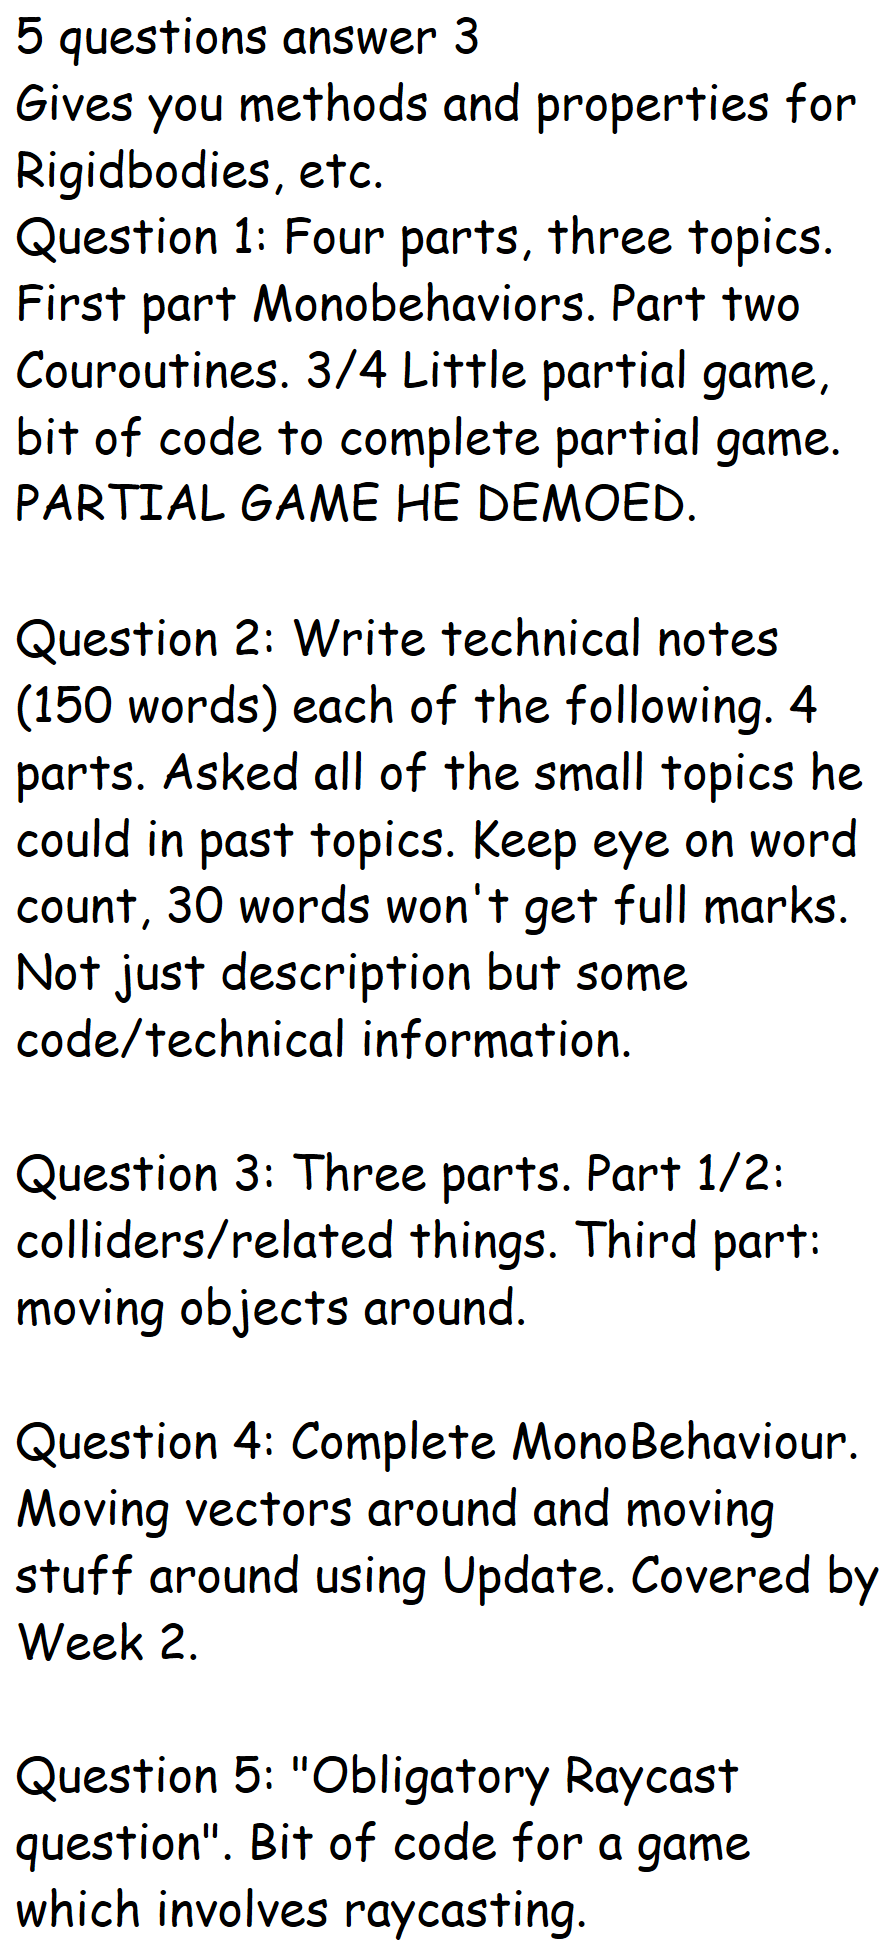 5 questions answer 3
Gives you methods and properties for
Rigidbodies, etc.
Question 1: Four parts, three topics.
First part Monobehaviors. Part two
Couroutines. 3/4 Little partial game,
bit of code to complete partial game.
PARTIAL GAME HE DEMOED.
Question 2: Write technical notes
(150 words) each of the following. 4
parts. Asked all of the small topics he
could in past topics. Keep eye on word
count, 30 words won't get full marks.
Not just description but some
code/technical information.
Question 3: Three parts. Part 1/2:
colliders/related things. Third part:
moving objects around.
Question 4: Complete MonoBehaviour.
Moving vectors around and moving
stuff around using Update. Covered by
Week 2.
Question 5: "Obligatory Raycast
question". Bit of code for a game
which involves raycasting.